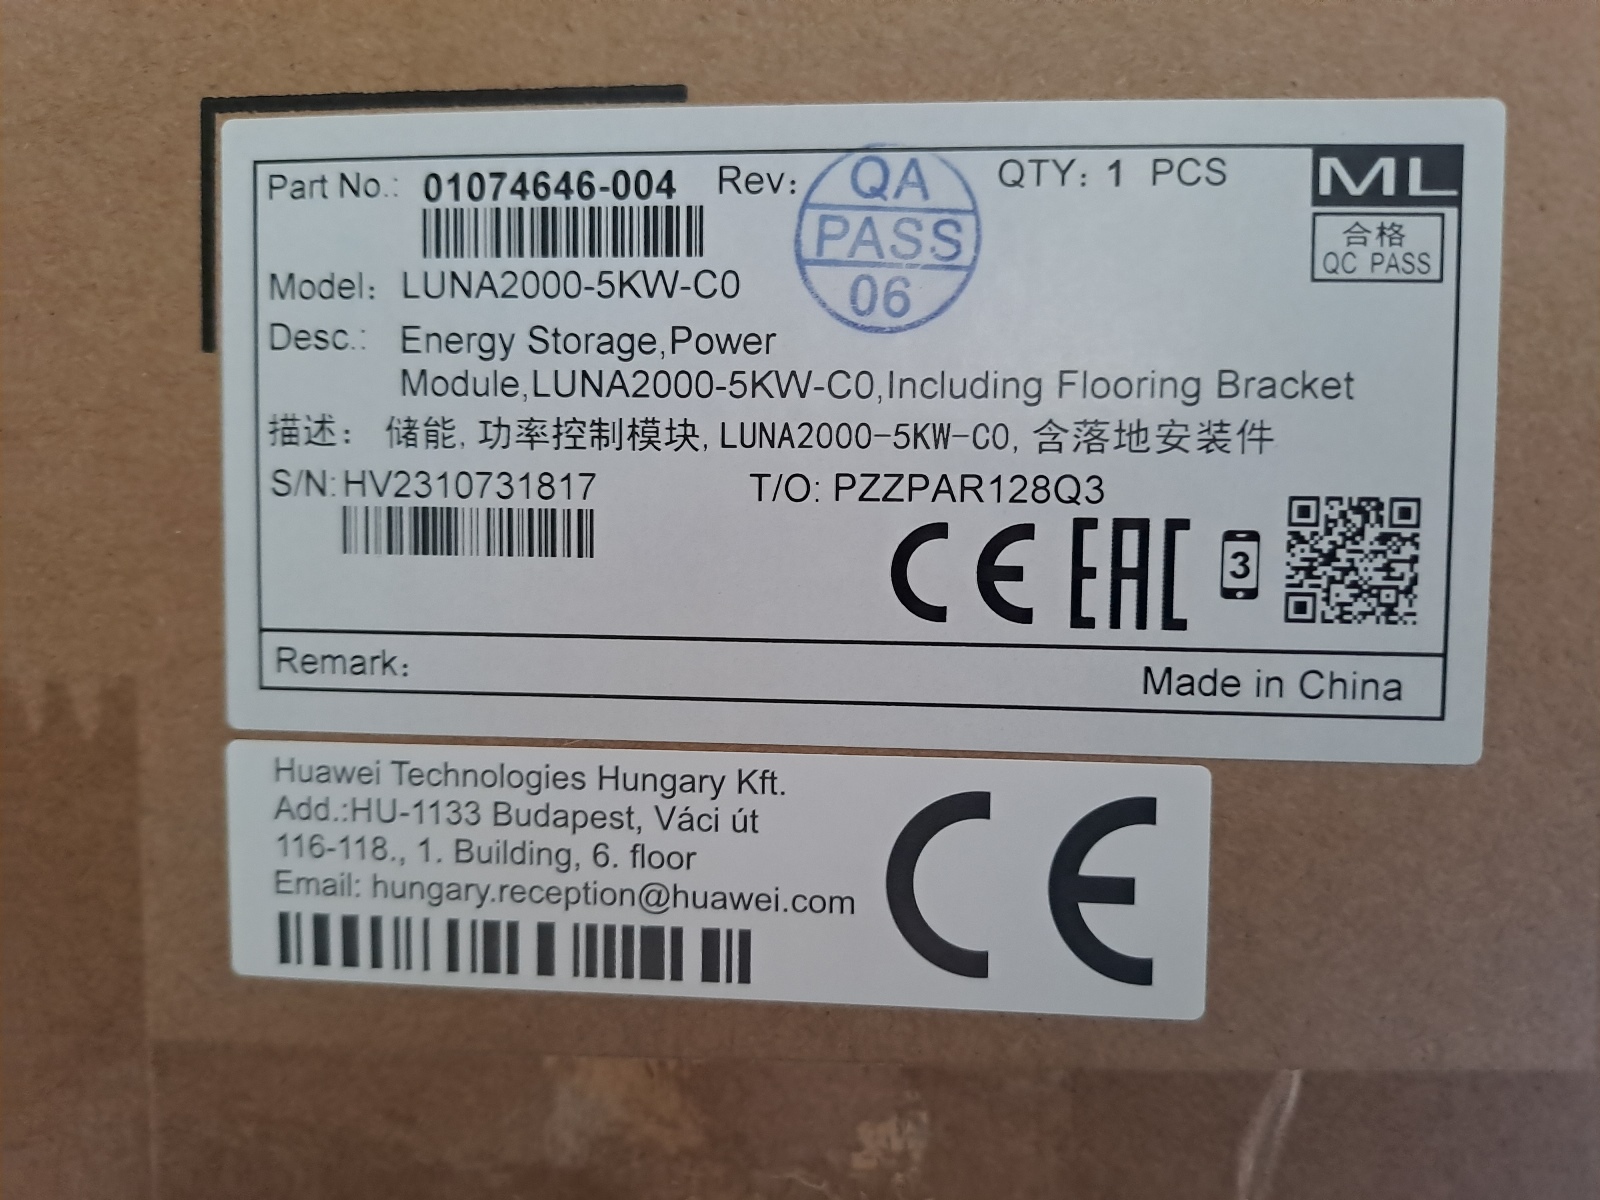 Part No.: 01074646-004 Rev: QTY: 1 PCS ML
QA
PASS
06
合格
QC PASS
Model: LUNA2000-5KW-C0
Desc.: Energy Storage,Power
Module,LUNA2000-5KW-C0,Including Flooring Bracket
描述: 储能, 功率控制模块, LUNA2000-5KW-C0, 含落地安装件
S/N: HV2310731817 T/O: PZZPAR128Q3
CE EAC 3
Remark:
Made in China
Huawei Technologies Hungary Kft.
Add.:HU-1133 Budapest, Váci út
116-118., 1. Building, 6. floor
Email: hungary.reception@huawei.com
CE